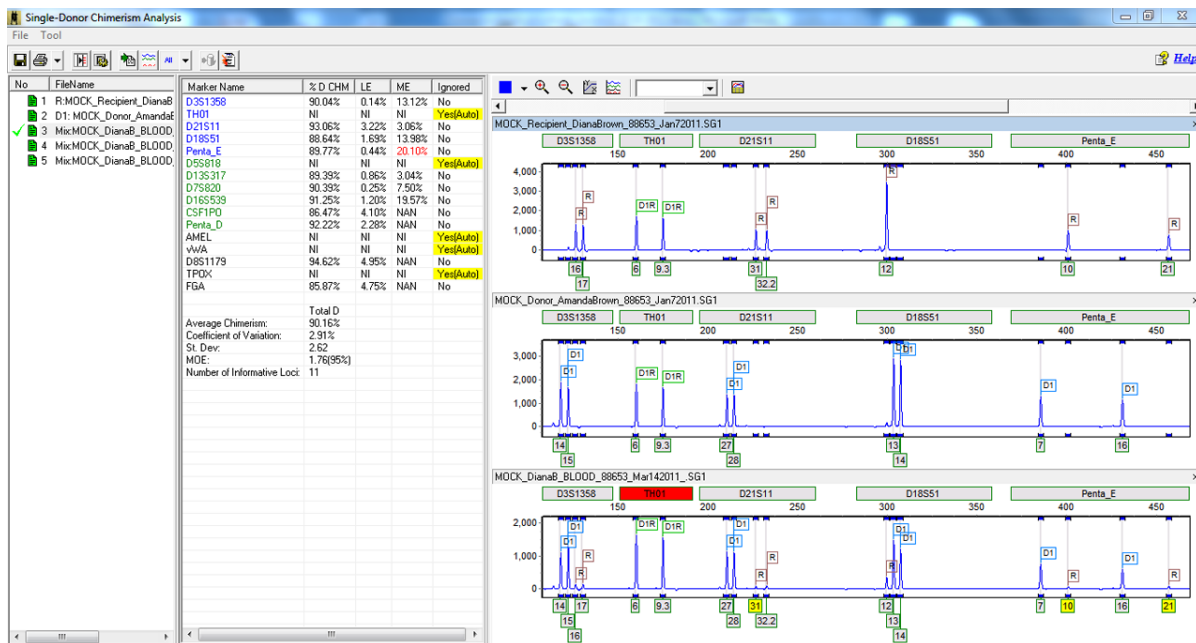 Single-Donor Chimerism Analysis
File Tool
All
Help
No FileName
1 R:MOCK_Recipient_DianaB
2 D1: MOCK_Donor_AmandaB
3 Mix:MOCK_DianaB_BLOOD_
4 Mix:MOCK_DianaB_BLOOD_
5 Mix:MOCK_DianaB_BLOOD_
Marker Name % D CHM LE ME Ignored
D3S1358 90.04% 0.14% 13.12% No
TH01 NI NI NI Yes(Auto)
D21S11 93.06% 3.22% 3.06% No
D18S51 88.64% 1.69% 13.98% No
Penta_E 89.77% 0.44% 20.10% No
D5S818 NI NI NI Yes(Auto)
D13S317 89.39% 0.86% 3.04% No
D7S820 90.39% 0.25% 7.50% No
D16S539 91.25% 1.20% 19.57% No
CSF1PO 86.47% 4.10% NAN No
Penta_D 92.22% 2.28% NAN No
AMEL NI NI NI Yes(Auto)
vWA NI NI NI Yes(Auto)
D8S1179 94.62% 4.95% NAN No
TPOX NI NI NI Yes(Auto)
FGA 85.87% 4.75% NAN No
Total D
Average Chimerism: 90.16%
Coefficient of Variation: 2.91%
St. Dev: 2.62
MOE: 1.76(95%)
Number of Informative Loci: 11
MOCK_Recipient_DianaBrown_88653_Jan72011.SG1
D3S1358 TH01 D21S11 D18S51 Penta_E
150 200 250 300 350 400 450
4,000
3,000
2,000
1,000
0
R R D1R D1R R R R R R
16 6 9.3 31 12 10 21
17 32.2
MOCK_Donor_AmandaBrown_88653_Jan72011.SG1
D3S1358 TH01 D21S11 D18S51 Penta_E
150 200 250 300 350 400 450
3,000
2,000
1,000
0
D1 D1 D1R D1R D1 D1 D1 D1 D1 D1
14 6 9.3 27 13 7 16
15 28 14
MOCK_DianaB_BLOOD_88653_Mar142011_.SG1
D3S1358 TH01 D21S11 D18S51 Penta_E
150 200 250 300 350 400 450
2,000
1,000
0
D1 D1 R R D1R D1R D1 D1 R R R D1 D1 D1 R D1 R
14 17 6 9.3 27 31 12 7 10 16 21
15 28 32.2 13
16 14